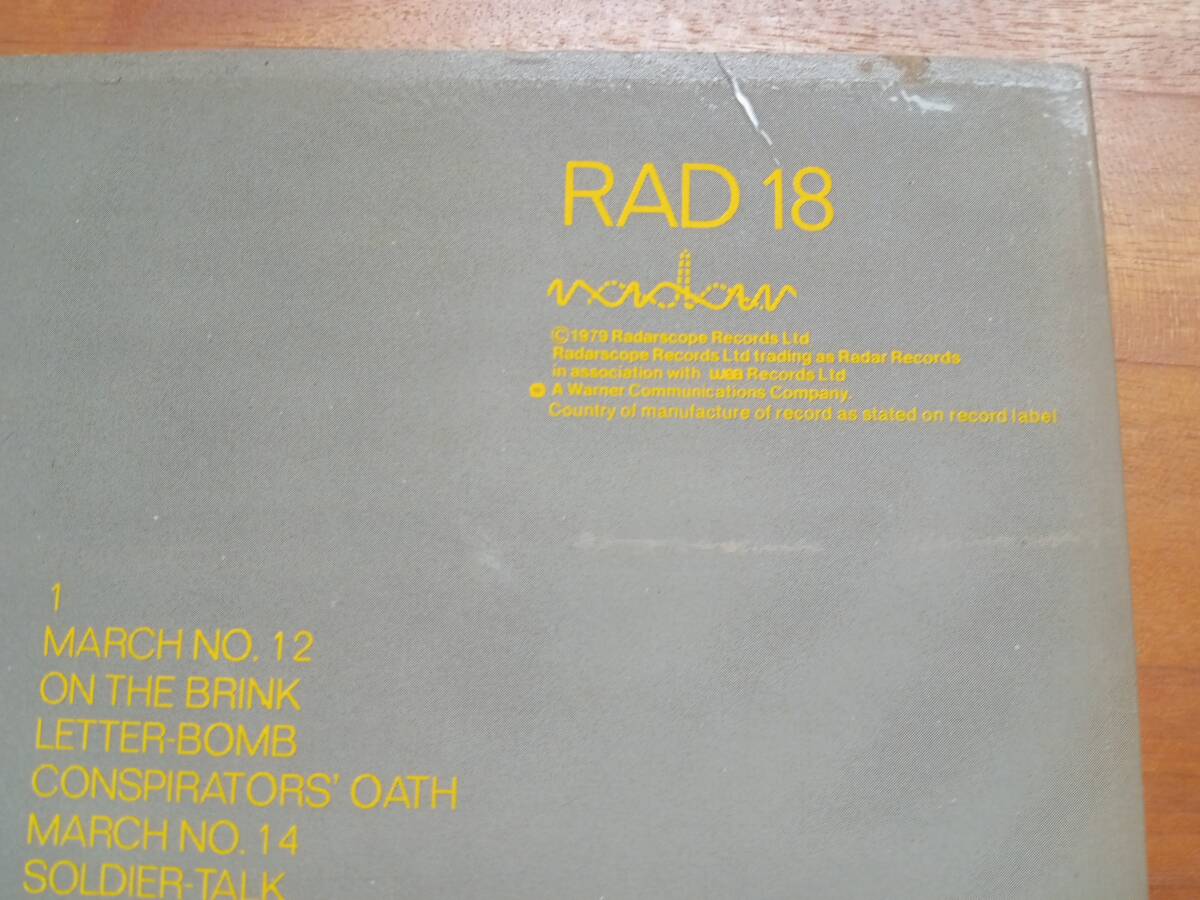 RAD 18
radar
©1979 Radarscope Records Ltd
Radarscope Records Ltd trading as Radar Records
in association with wea Records Ltd
A Warner Communications Company.
Country of manufacture of record as stated on record label
1
MARCH NO. 12
ON THE BRINK
LETTER-BOMB
CONSPIRATORS' OATH
MARCH NO. 14
SOLDIER-TALK